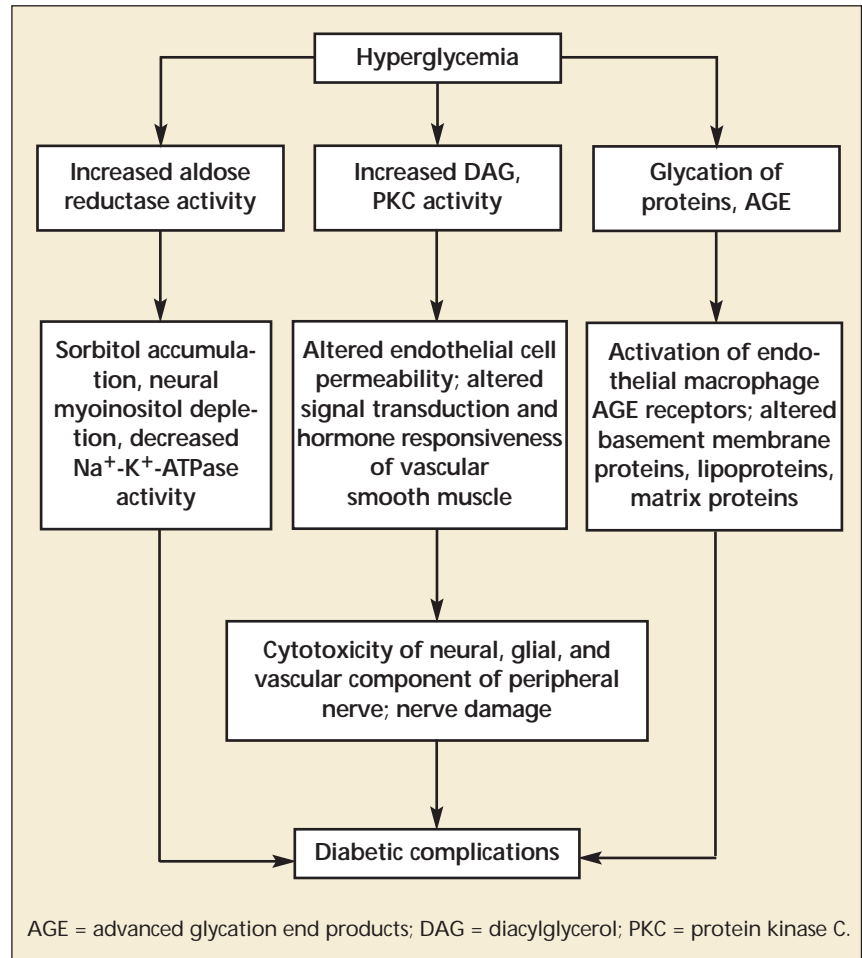 Hyperglycemia
Increased aldose
reductase activity
Increased DAG,
PKC activity
Glycation of
proteins, AGE
Sorbitol accumula-
tion, neural
myoinositol deple-
tion, decreased
Na+-K+-ATPase
activity
Altered endothelial cell
permeability; altered
signal transduction and
hormone responsiveness
of vascular
smooth muscle
Activation of endo-
thelial macrophage
AGE receptors; altered
basement membrane
proteins, lipoproteins,
matrix proteins
Cytotoxicity of neural, glial, and
vascular component of peripheral
nerve; nerve damage
Diabetic complications
AGE = advanced glycation end products; DAG = diacylglycerol; PKC = protein kinase C.